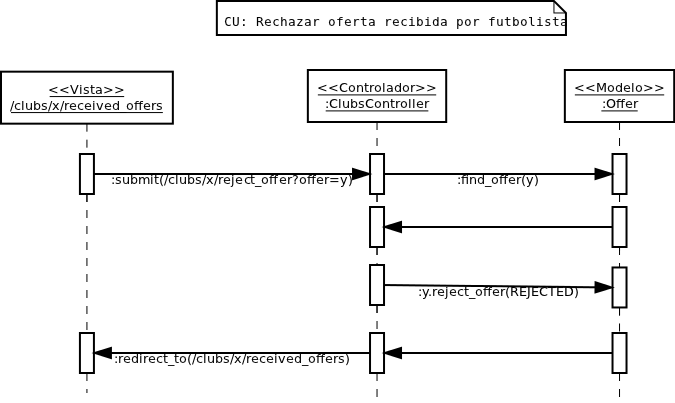 CU: Rechazar oferta recibida por futbolista
<<Vista>>
/clubs/x/received_offers
<<Controlador>>
:ClubsController
<<Modelo>>
:Offer
:submit(/clubs/x/reject_offer?offer=y)
:find_offer(y)
:y.reject_offer(REJECTED)
:redirect_to(/clubs/x/received_offers)